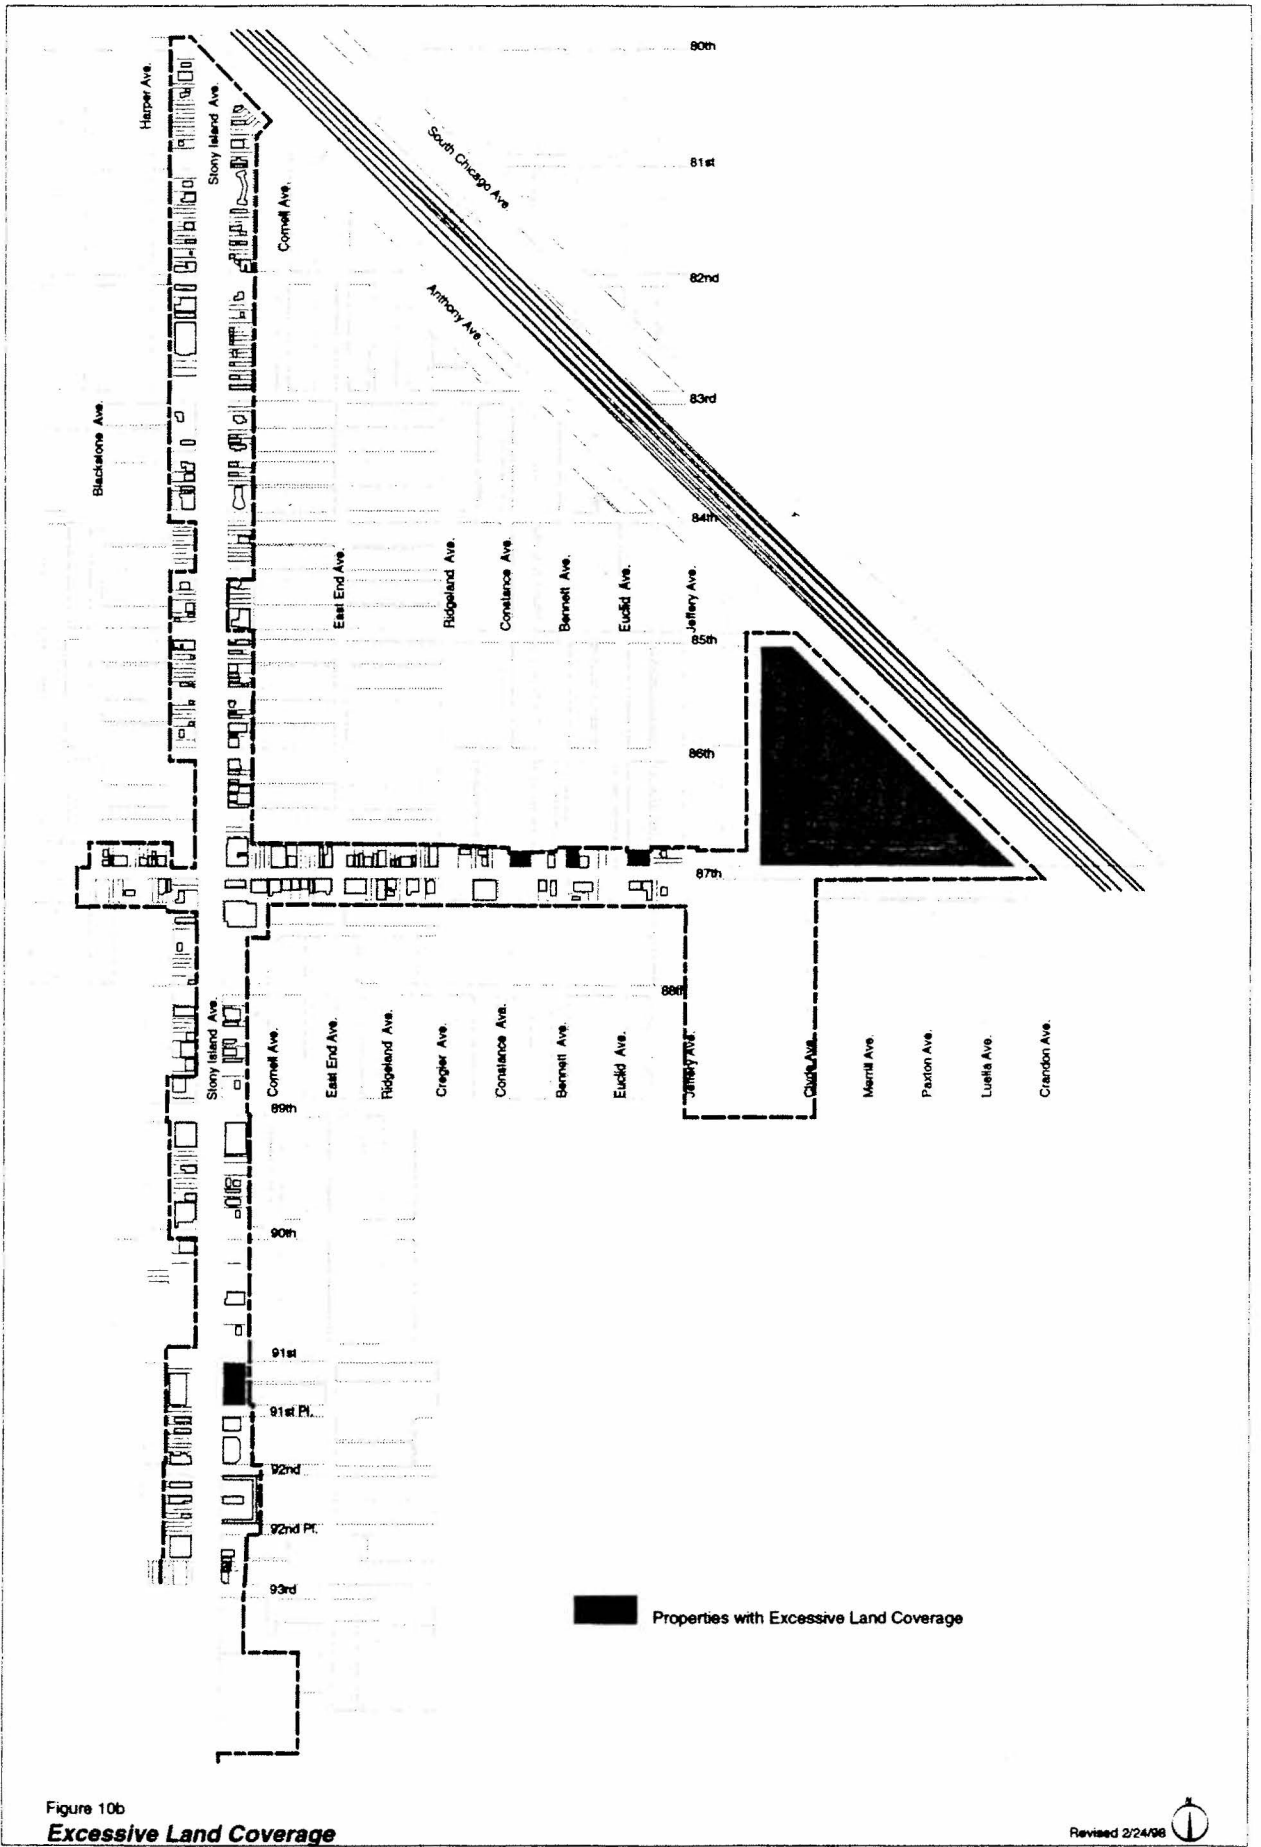 80th
Harper Ave.
Stony Island Ave.
South Chicago Ave.
81st
Cornell Ave.
82nd
Anthony Ave.
83rd
Blackstone Ave.
84th
East End Ave.
Ridgeland Ave.
Constance Ave.
Bennett Ave.
Euclid Ave.
Jeffery Ave.
85th
86th
87th
88th
Stony Island Ave.
Cornell Ave.
East End Ave.
Ridgeland Ave.
Cregier Ave.
Constance Ave.
Bennett Ave.
Euclid Ave.
Jeffery Ave.
Clyde Ave.
Merrill Ave.
Paxton Ave.
Luella Ave.
Crandon Ave.
89th
90th
91st
91st Pl.
92nd
92nd Pl.
93rd
Properties with Excessive Land Coverage
Figure 10b
Excessive Land Coverage
N
Revised 2/24/98